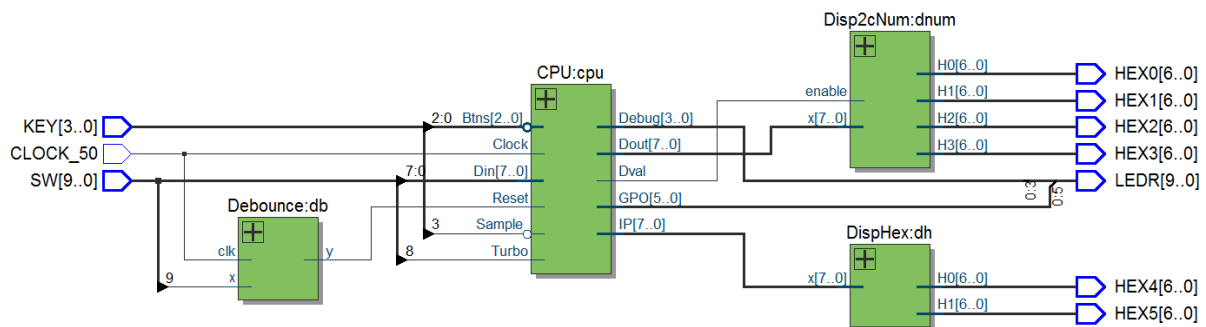 Disp2cNum:dnum
H0[6..0] HEX0[6..0]
CPU:cpu
enable H1[6..0] HEX1[6..0]
KEY[3..0] 2:0 Btns[2..0] Debug[3..0] x[7..0] H2[6..0] HEX2[6..0]
CLOCK_50 Clock Dout[7..0] H3[6..0] HEX3[6..0]
SW[9..0] 7:0 Din[7..0] Dval 0:3 0:5 LEDR[9..0]
Debounce:db Reset GPO[5..0]
3 Sample IP[7..0] DispHex:dh
clk y 8 Turbo
x 9 x[7..0] H0[6..0] HEX4[6..0]
H1[6..0] HEX5[6..0]